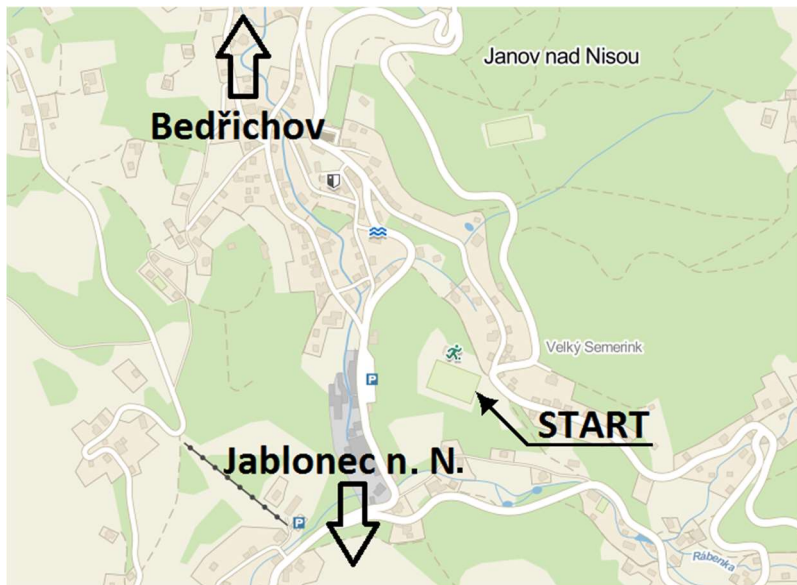 Janov nad Nisou
Bedřichov
Velký Semerink
P
START
Jablonec n. N.
P
Rábenka